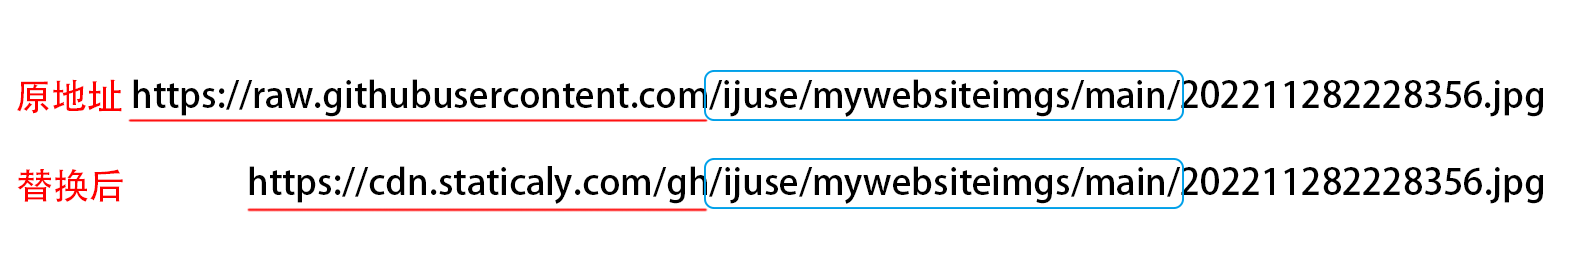 原地址 https://raw.githubusercontent.com/ijuse/mywebsiteimgs/main/202211282228356.jpg
替换后 https://cdn.staticaly.com/gh/ijuse/mywebsiteimgs/main/202211282228356.jpg